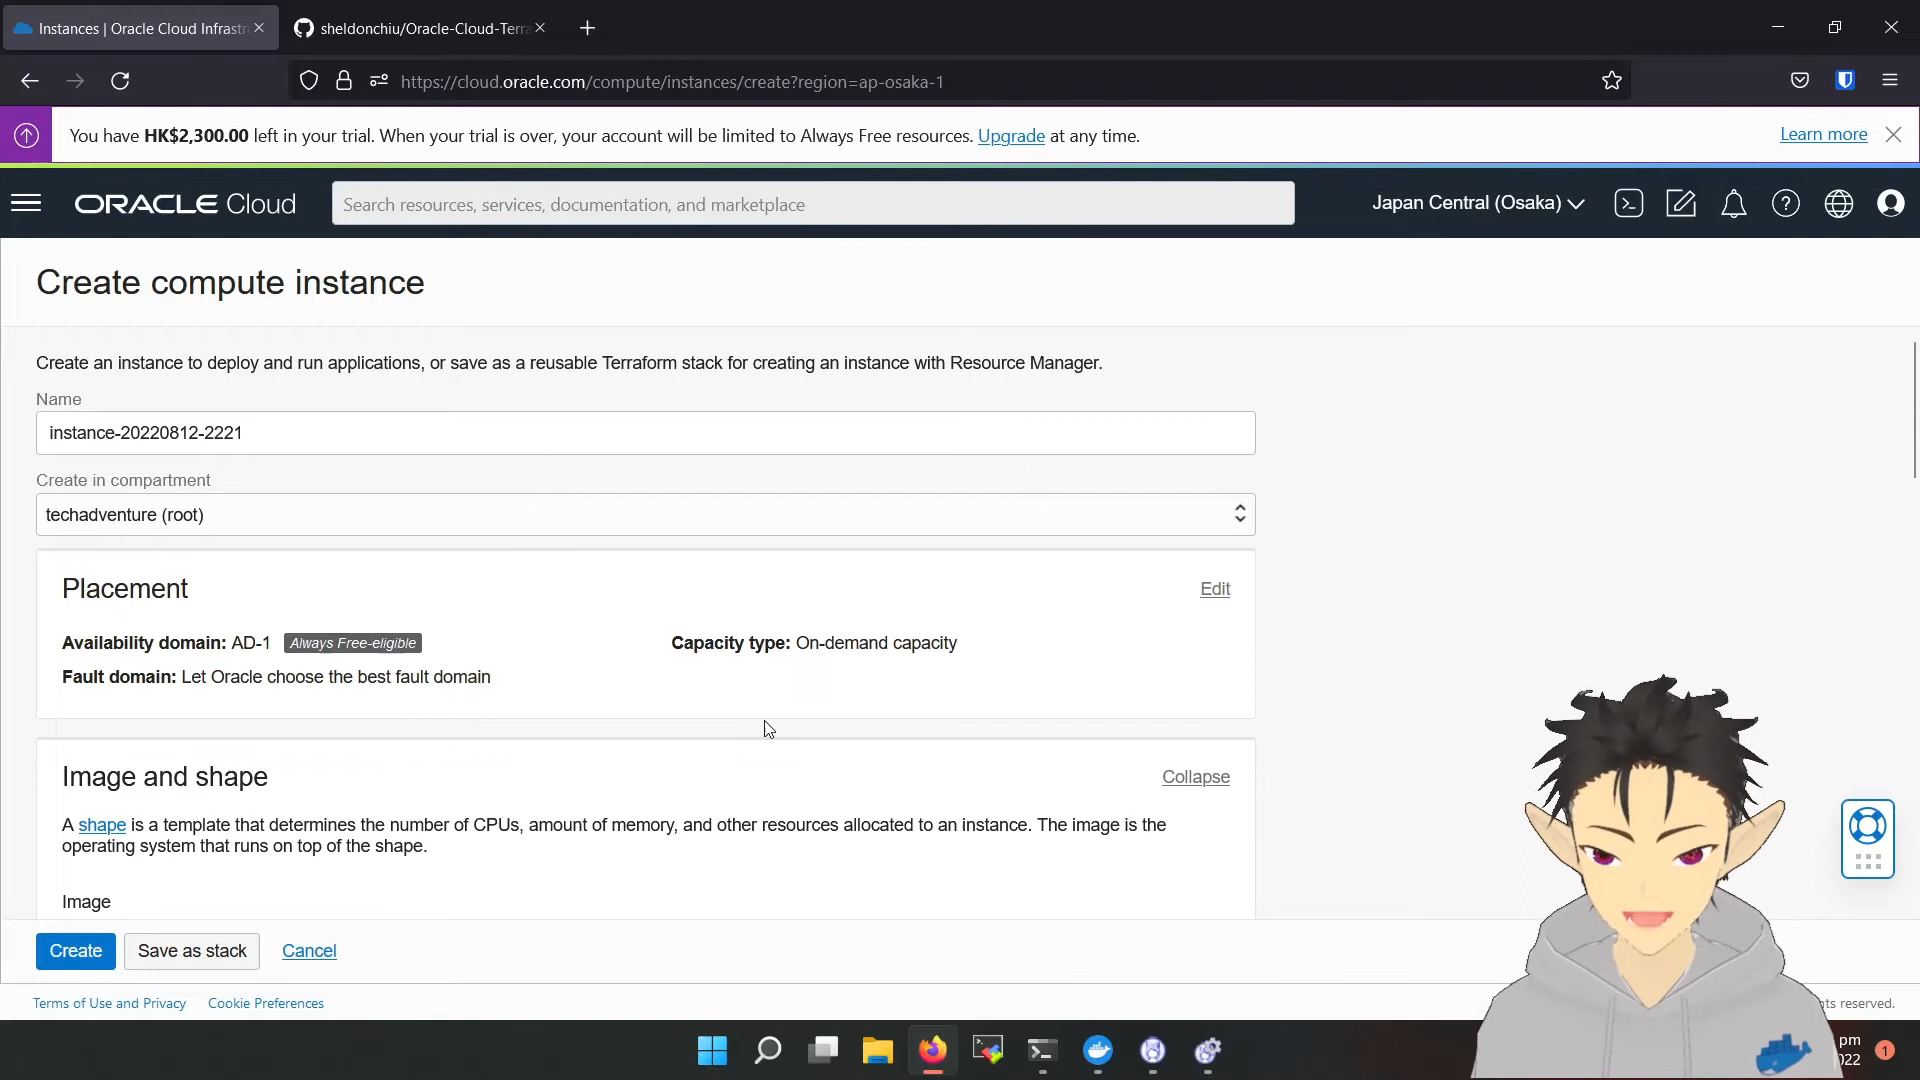 Instances | Oracle Cloud Infrastr
sheldonchiu/Oracle-Cloud-Terra
https://cloud.oracle.com/compute/instances/create?region=ap-osaka-1
You have HK$2,300.00 left in your trial. When your trial is over, your account will be limited to Always Free resources. Upgrade at any time.
Learn more
ORACLE Cloud
Search resources, services, documentation, and marketplace
Japan Central (Osaka)
Create compute instance
Create an instance to deploy and run applications, or save as a reusable Terraform stack for creating an instance with Resource Manager.
Name
instance-20220812-2221
Create in compartment
techadventure (root)
Placement
Edit
Availability domain: AD-1 Always Free-eligible
Capacity type: On-demand capacity
Fault domain: Let Oracle choose the best fault domain
Image and shape
Collapse
A shape is a template that determines the number of CPUs, amount of memory, and other resources allocated to an instance. The image is the
operating system that runs on top of the shape.
Image
Create
Save as stack
Cancel
Terms of Use and Privacy
Cookie Preferences
reserved.
pm
022
1